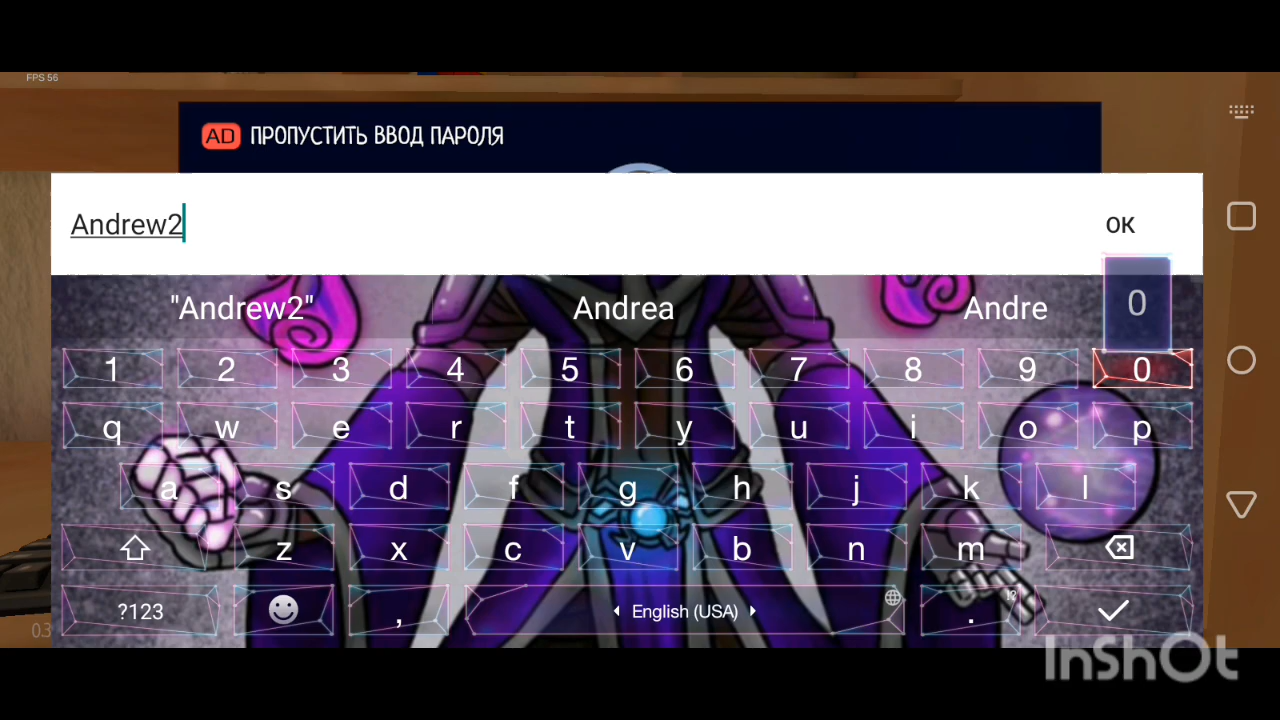 FPS 56
AD ПРОПУСТИТЬ ВВОД ПАРОЛЯ
Andrew2
OK
"Andrew2" Andrea Andre
0
1 2 3 4 5 6 7 8 9 0
q w e r t y u i o p
a s d f g h j k l
z x c v b n m
?123 , English (USA) . !?
03
InShOt